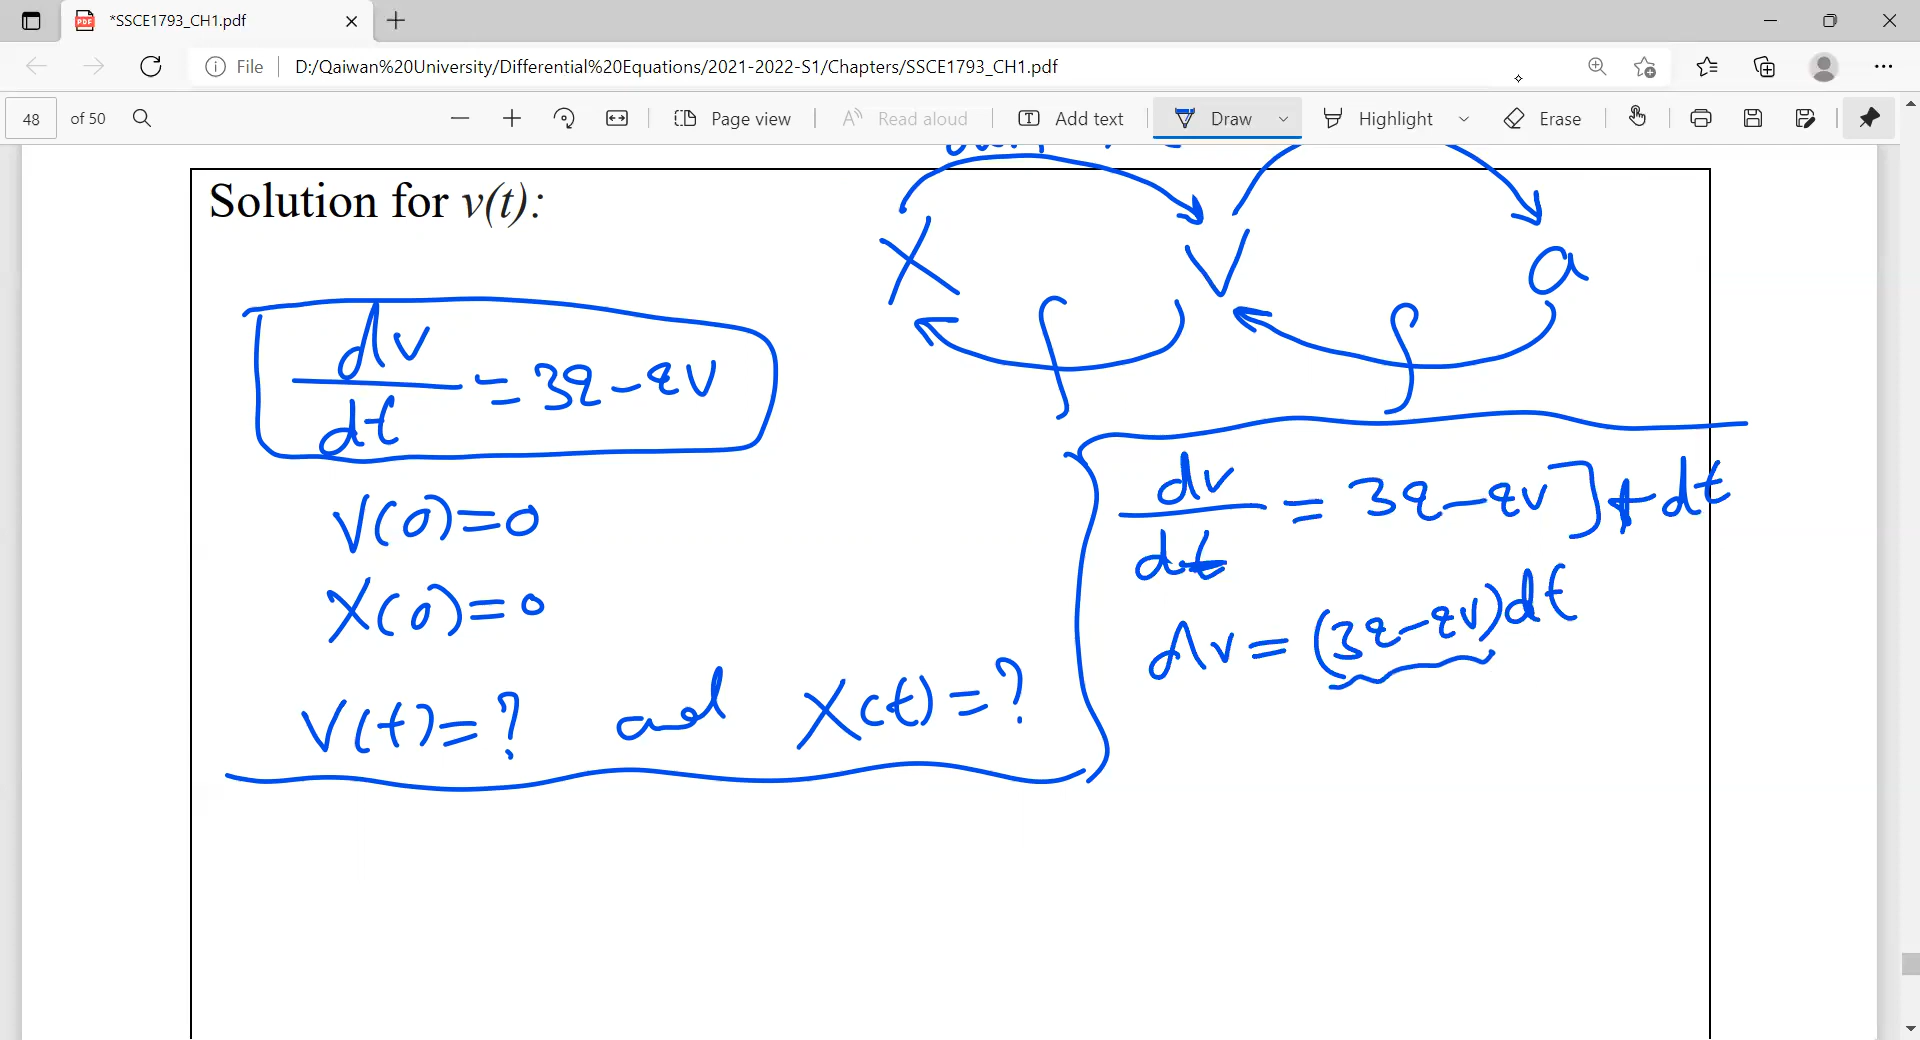 *SSCE1793_CH1.pdf
File
D:/Qaiwan%20University/Differential%20Equations/2021-2022-S1/Chapters/SSCE1793_CH1.pdf
48 of 50
Page view
Read aloud
Add text
Draw
Highlight
Erase
Solution for v(t):
X V a
∫ ∫
dv/dt = 32 - 2v
V(0)=0
X(0)=0
V(t)=? and X(t)=?
dv/dt = 32 - 2v] * dt
dv = (32 - 2v)dt